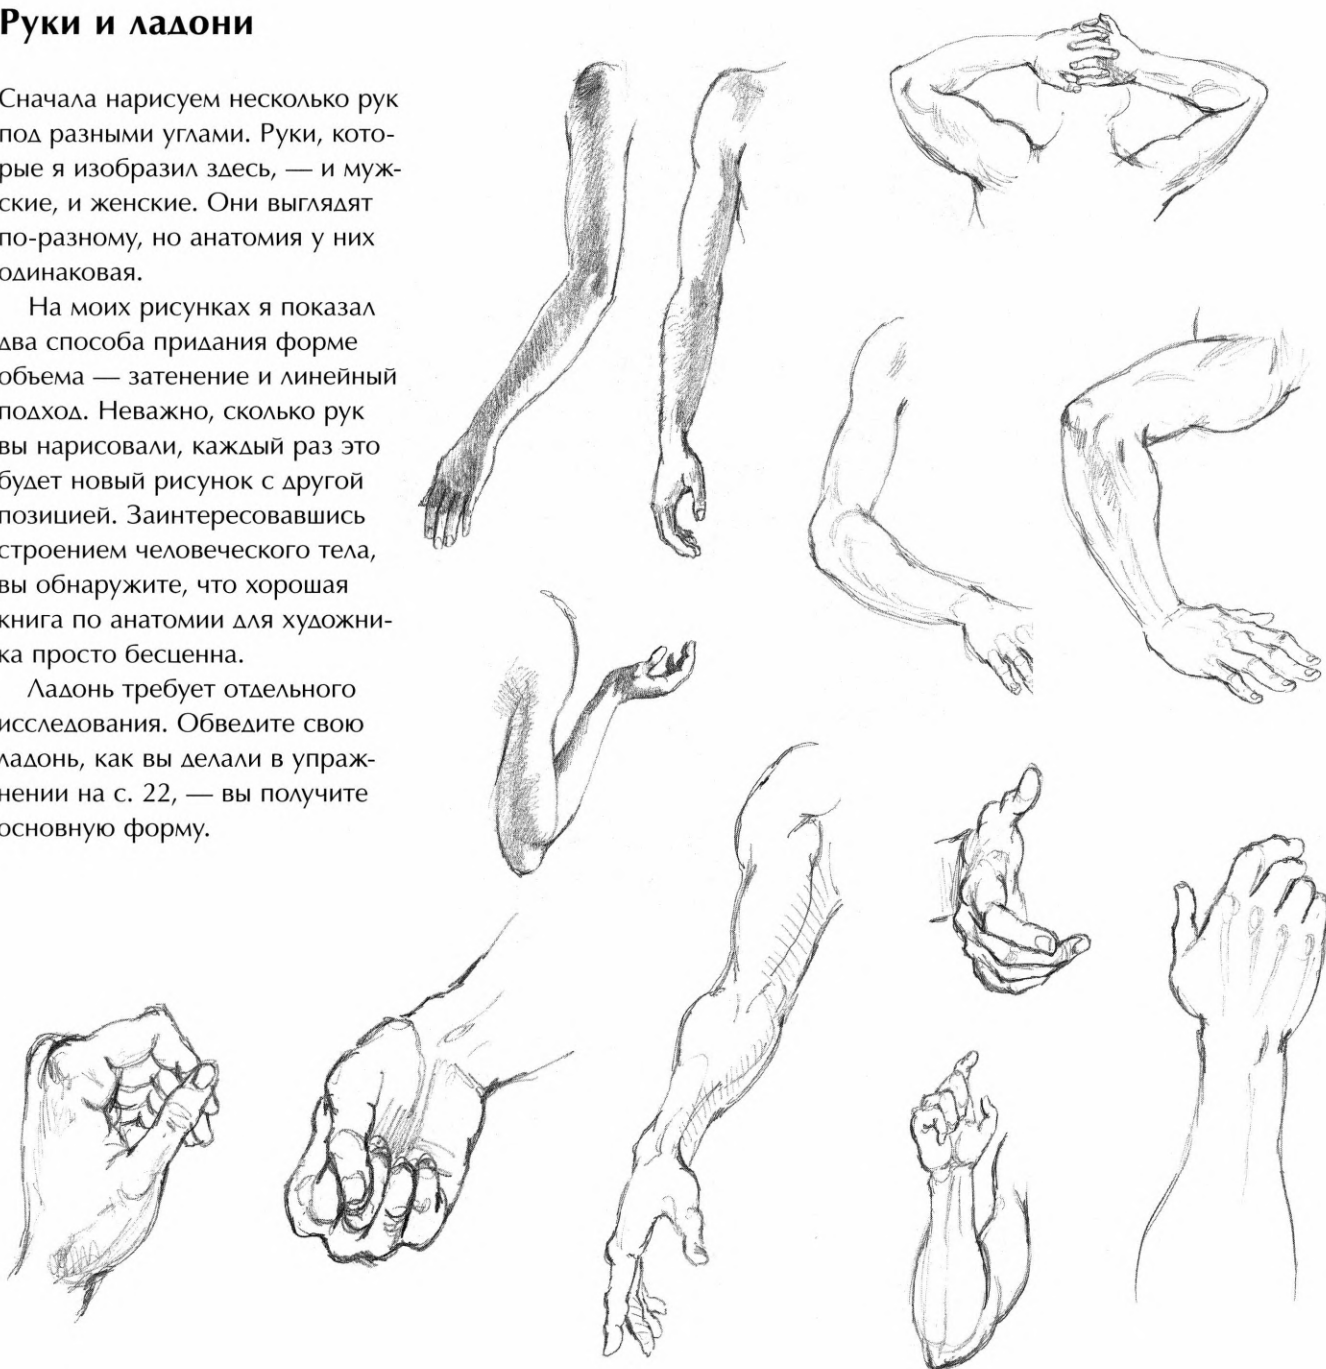 Руки и ладони
Сначала нарисуем несколько рук
под разными углами. Руки, кото-
рые я изобразил здесь, — и муж-
ские, и женские. Они выглядят
по-разному, но анатомия у них
одинаковая.
На моих рисунках я показал
два способа придания форме
объема — затенение и линейный
подход. Неважно, сколько рук
вы нарисовали, каждый раз это
будет новый рисунок с другой
позицией. Заинтересовавшись
строением человеческого тела,
вы обнаружите, что хорошая
книга по анатомии для художни-
ка просто бесценна.
Ладонь требует отдельного
исследования. Обведите свою
ладонь, как вы делали в упраж-
нении на с. 22, — вы получите
основную форму.